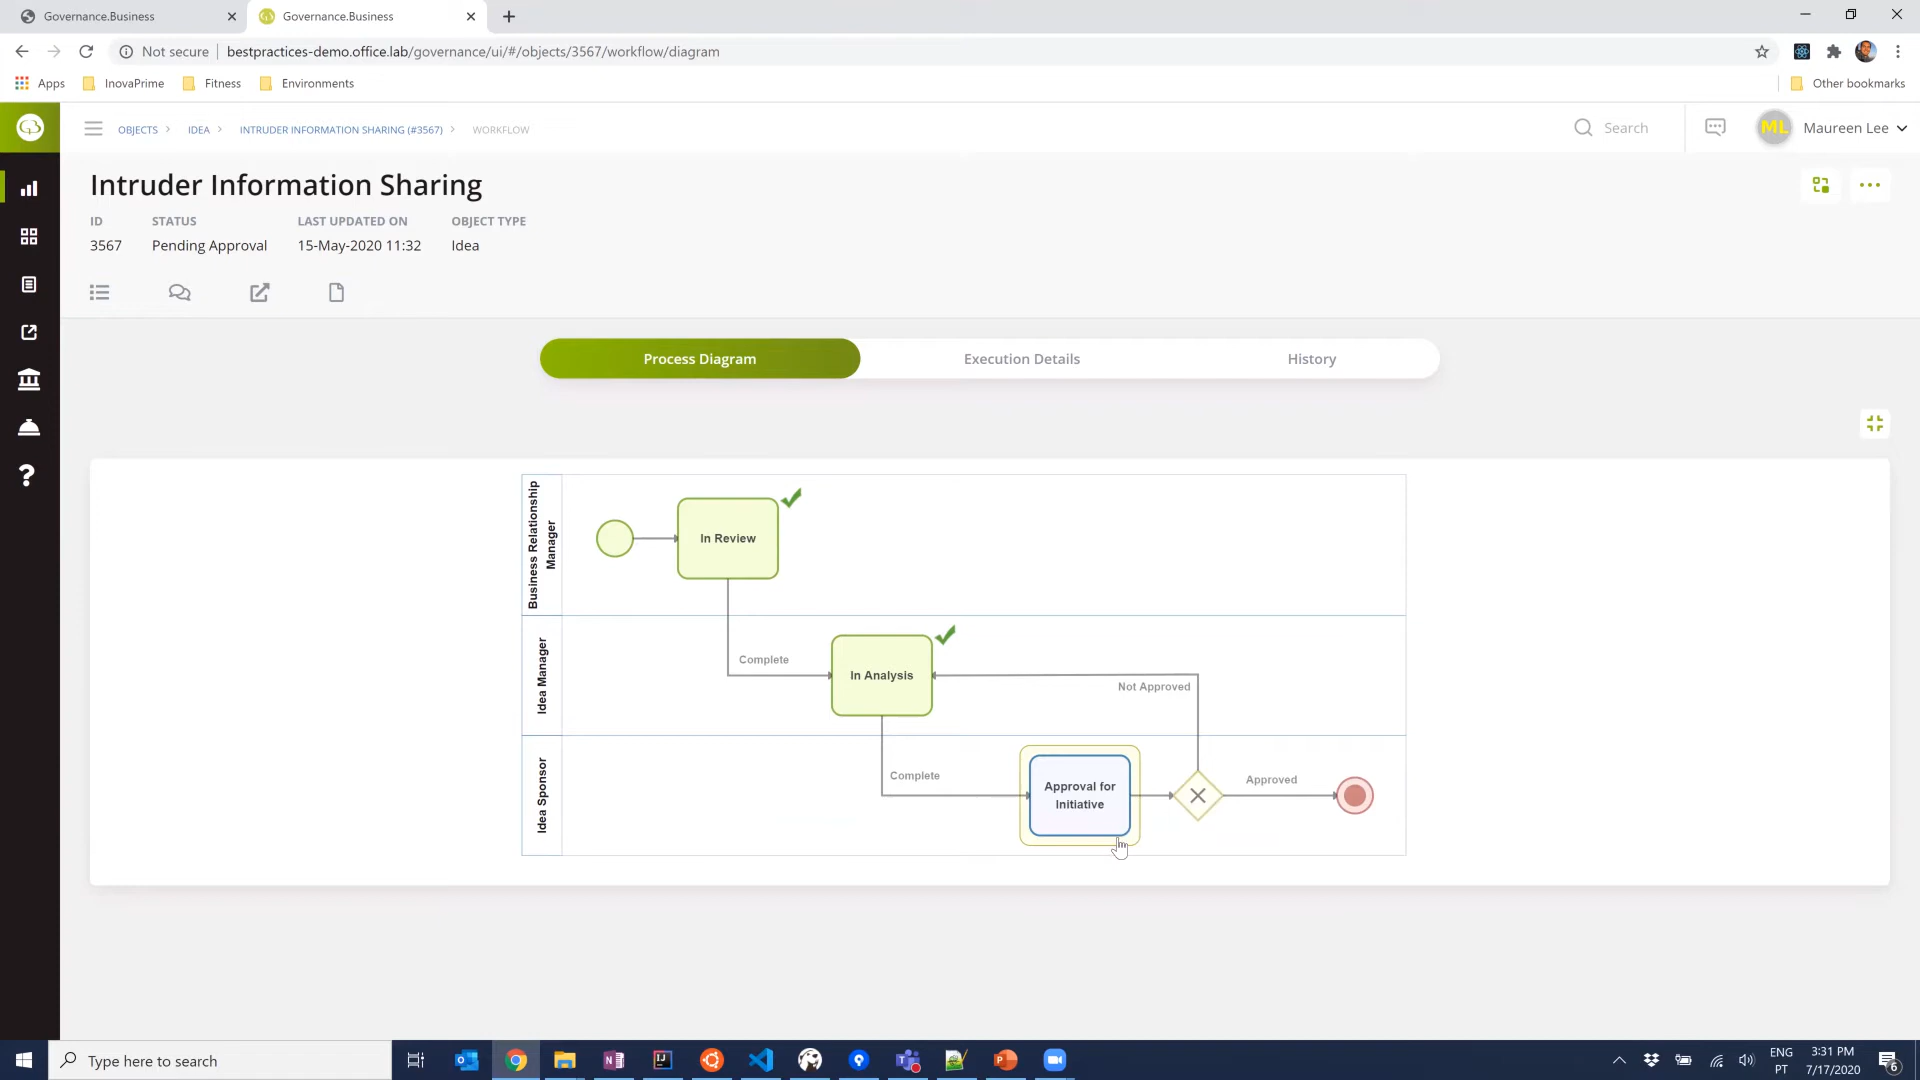 Governance.Business
Governance.Business
Not secure
bestpractices-demo.office.lab/governance/ui/#/objects/3567/workflow/diagram
Apps
InovaPrime
Fitness
Environments
Other bookmarks
OBJECTS
IDEA
INTRUDER INFORMATION SHARING (#3567)
WORKFLOW
Search
ML
Maureen Lee
Intruder Information Sharing
ID
STATUS
LAST UPDATED ON
OBJECT TYPE
3567
Pending Approval
15-May-2020 11:32
Idea
Process Diagram
Execution Details
History
Business Relationship
Manager
In Review
Complete
Idea Manager
In Analysis
Not Approved
Idea Sponsor
Complete
Approval for
Initiative
Approved
Type here to search
ENG
PT
3:31 PM
7/17/2020
6